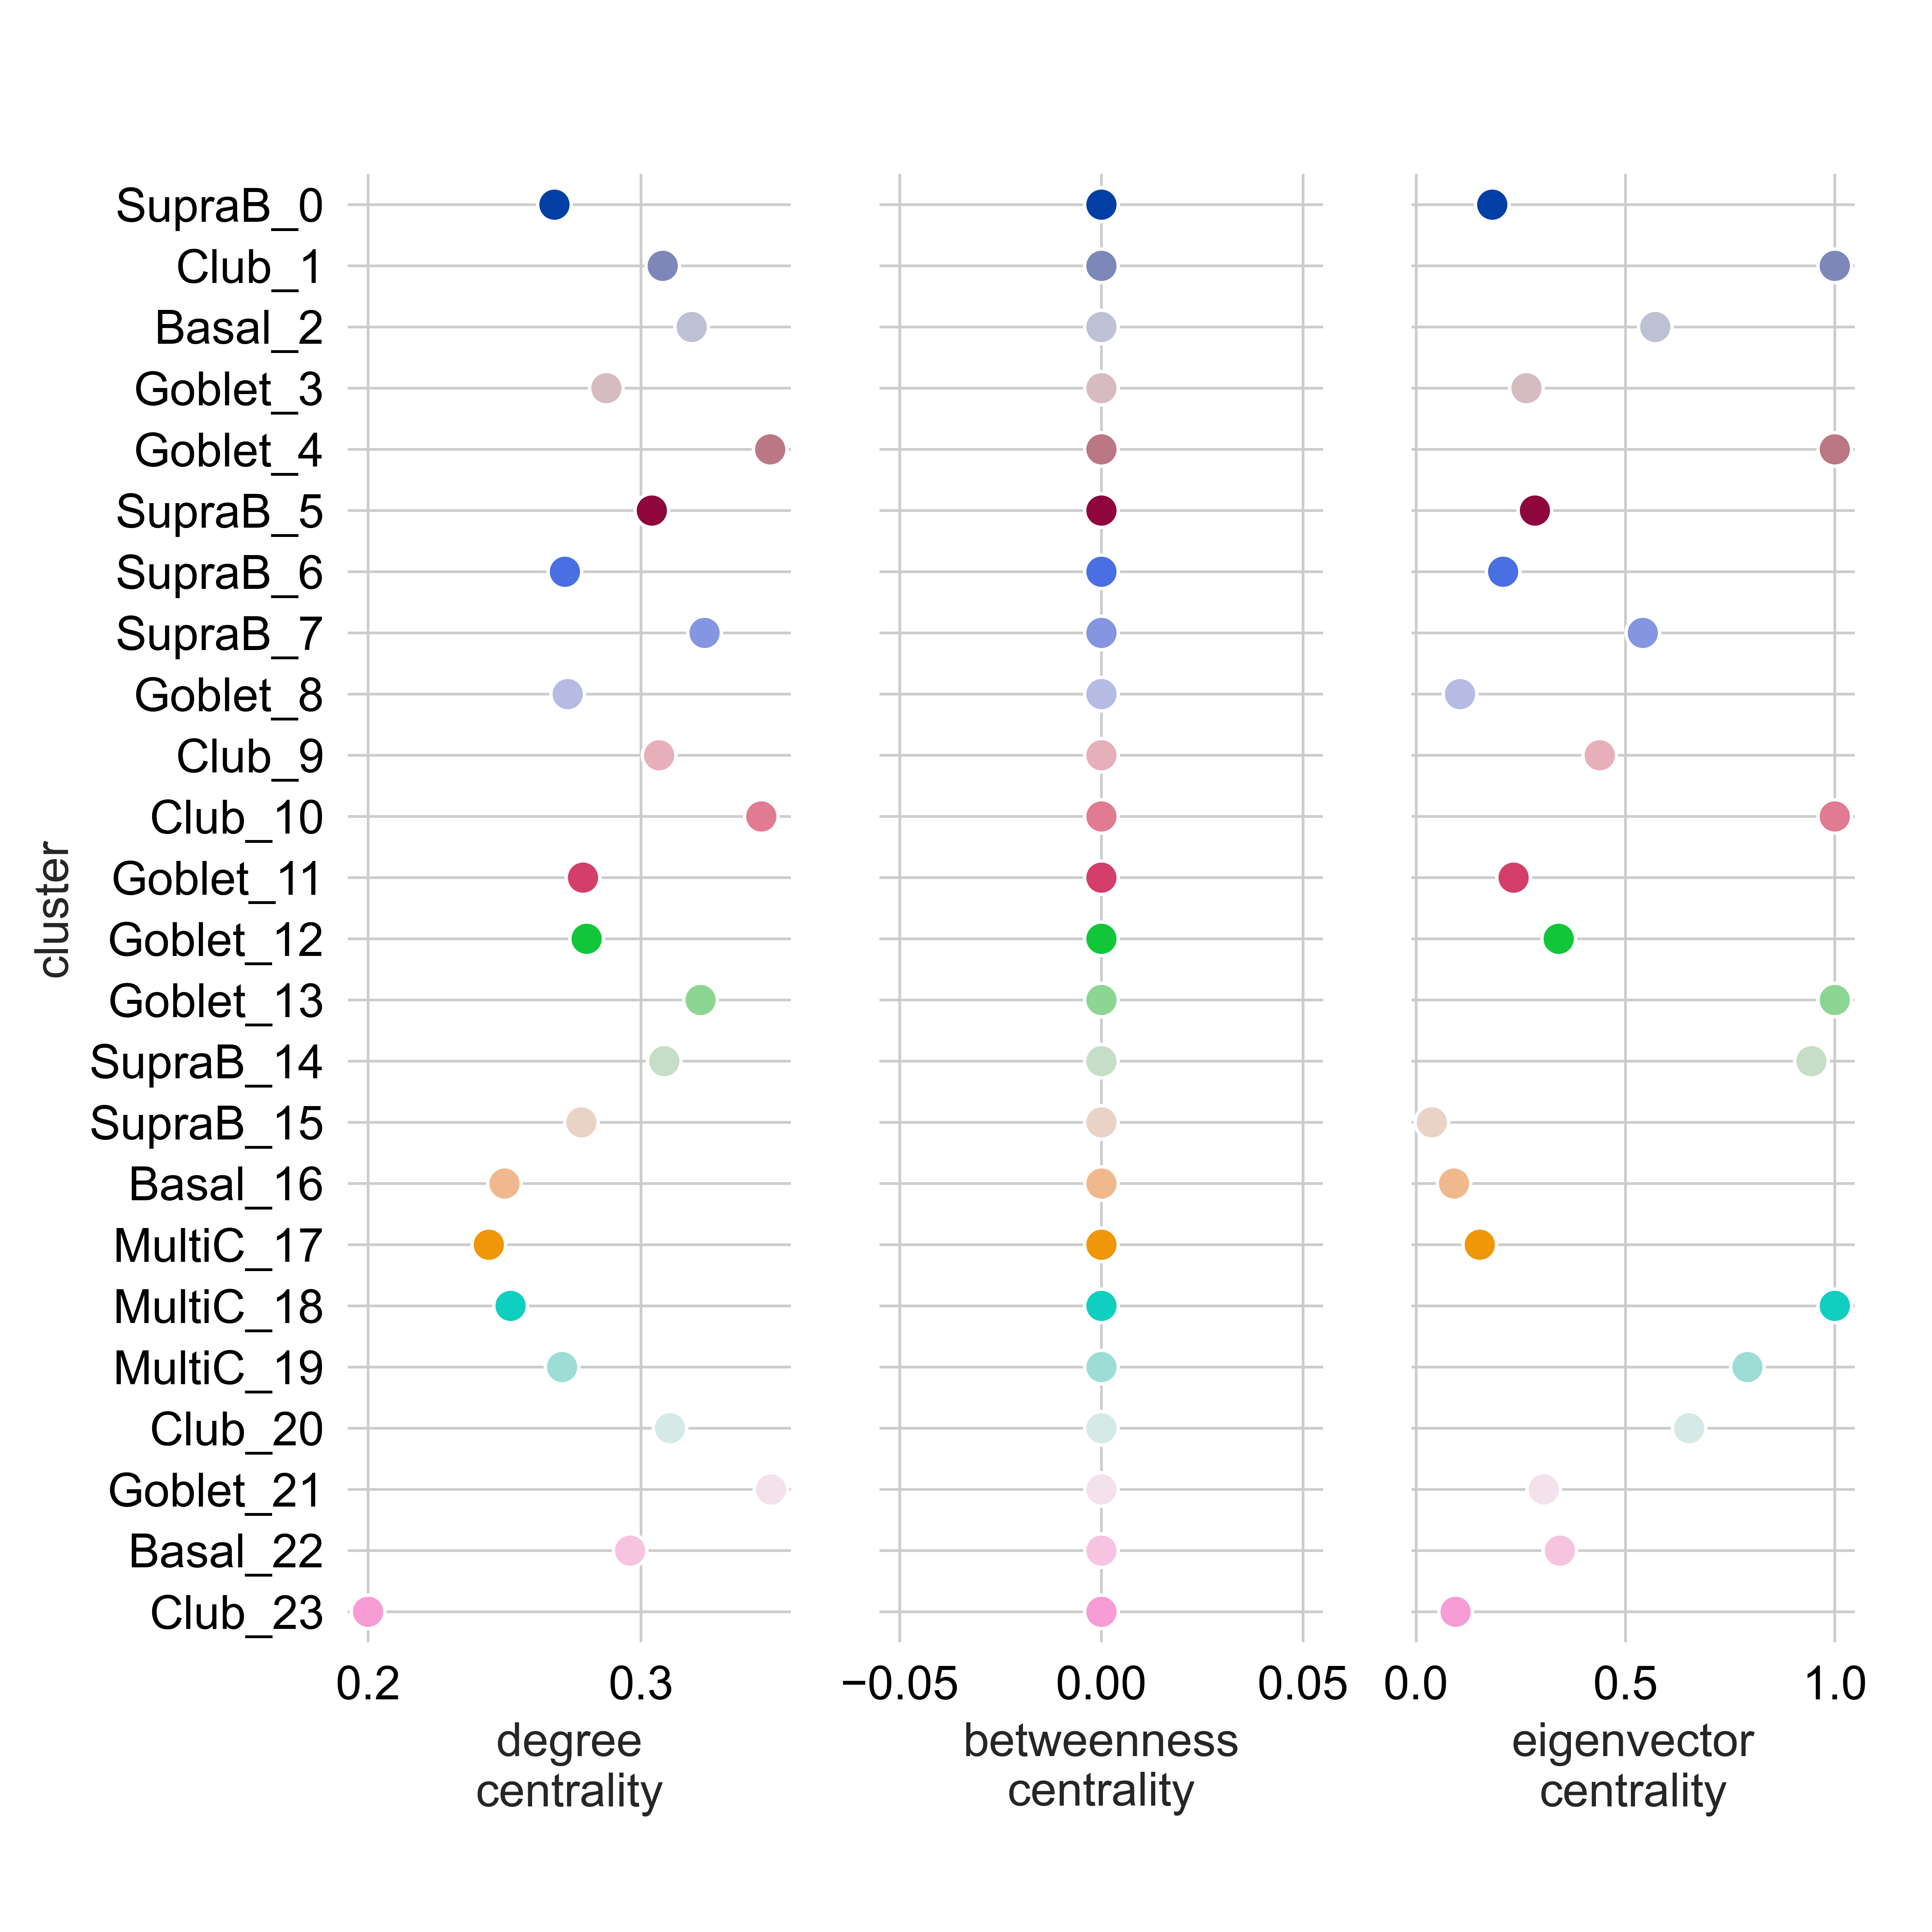 cluster
SupraB_0
Club_1
Basal_2
Goblet_3
Goblet_4
SupraB_5
SupraB_6
SupraB_7
Goblet_8
Club_9
Club_10
Goblet_11
Goblet_12
Goblet_13
SupraB_14
SupraB_15
Basal_16
MultiC_17
MultiC_18
MultiC_19
Club_20
Goblet_21
Basal_22
Club_23
0.2 0.3
degree
centrality
−0.05 0.00 0.05
betweenness
centrality
0.0 0.5 1.0
eigenvector
centrality